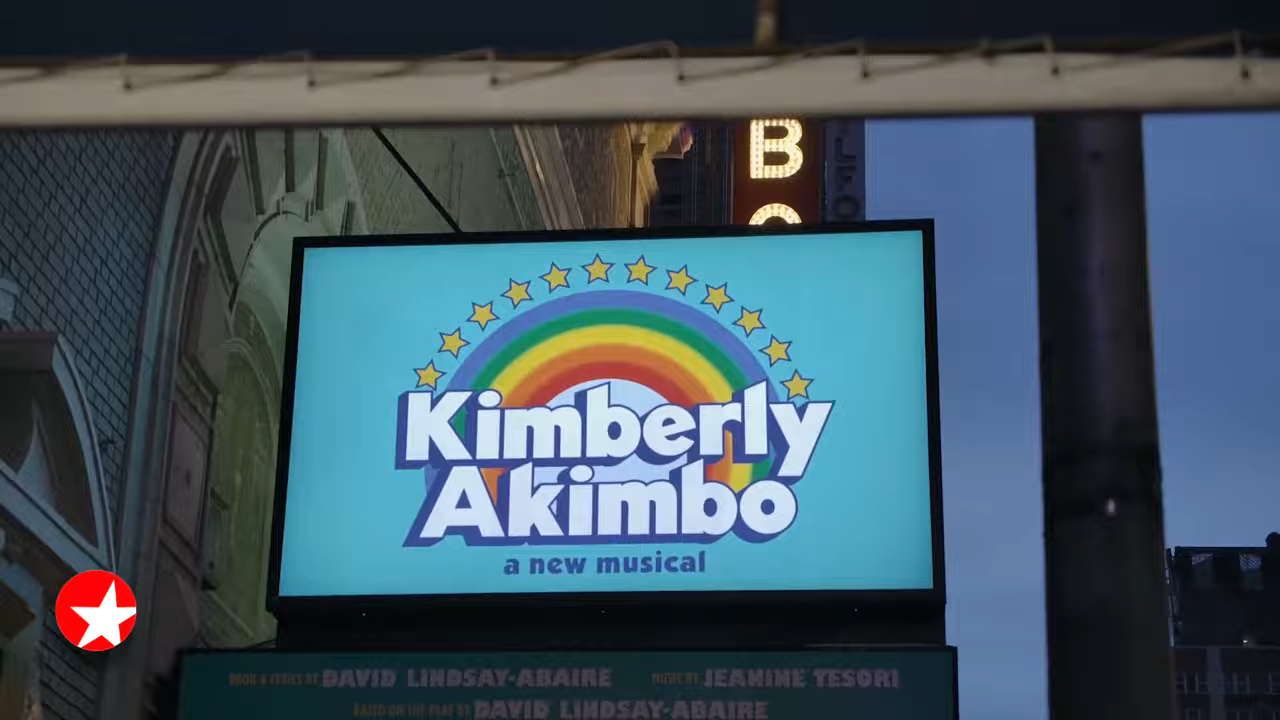 B
Kimberly
Akimbo
a new musical
BOOK & LYRICS BY DAVID LINDSAY-ABAIRE MUSIC BY JEANINE TESORI
BASED ON THE PLAY BY DAVID LINDSAY-ABAIRE